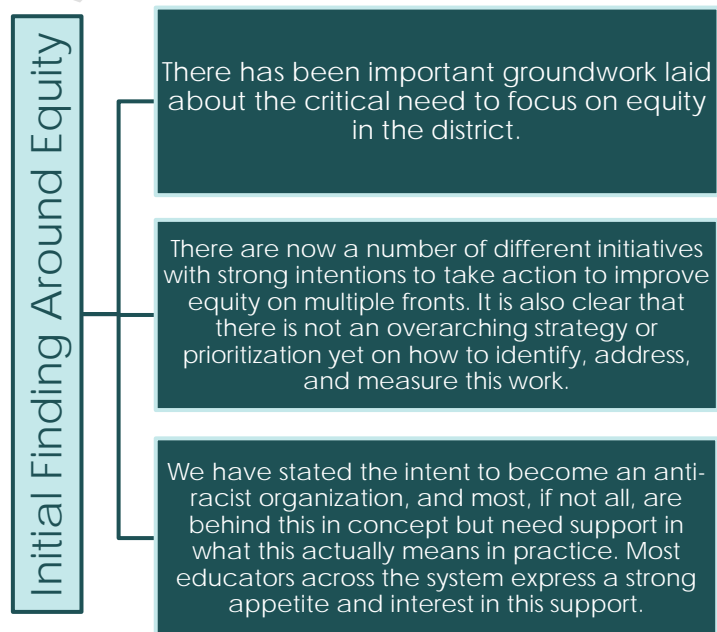 Initial Finding Around Equity
There has been important groundwork laid
about the critical need to focus on equity
in the district.
There are now a number of different initiatives
with strong intentions to take action to improve
equity on multiple fronts. It is also clear that
there is not an overarching strategy or
prioritization yet on how to identify, address,
and measure this work.
We have stated the intent to become an anti-
racist organization, and most, if not all, are
behind this in concept but need support in
what this actually means in practice. Most
educators across the system express a strong
appetite and interest in this support.